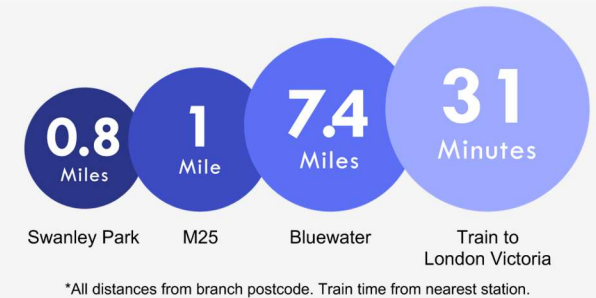 0.8
Miles
1
Mile
7.4
Miles
31
Minutes
Swanley Park
M25
Bluewater
Train to
London Victoria
*All distances from branch postcode. Train time from nearest station.